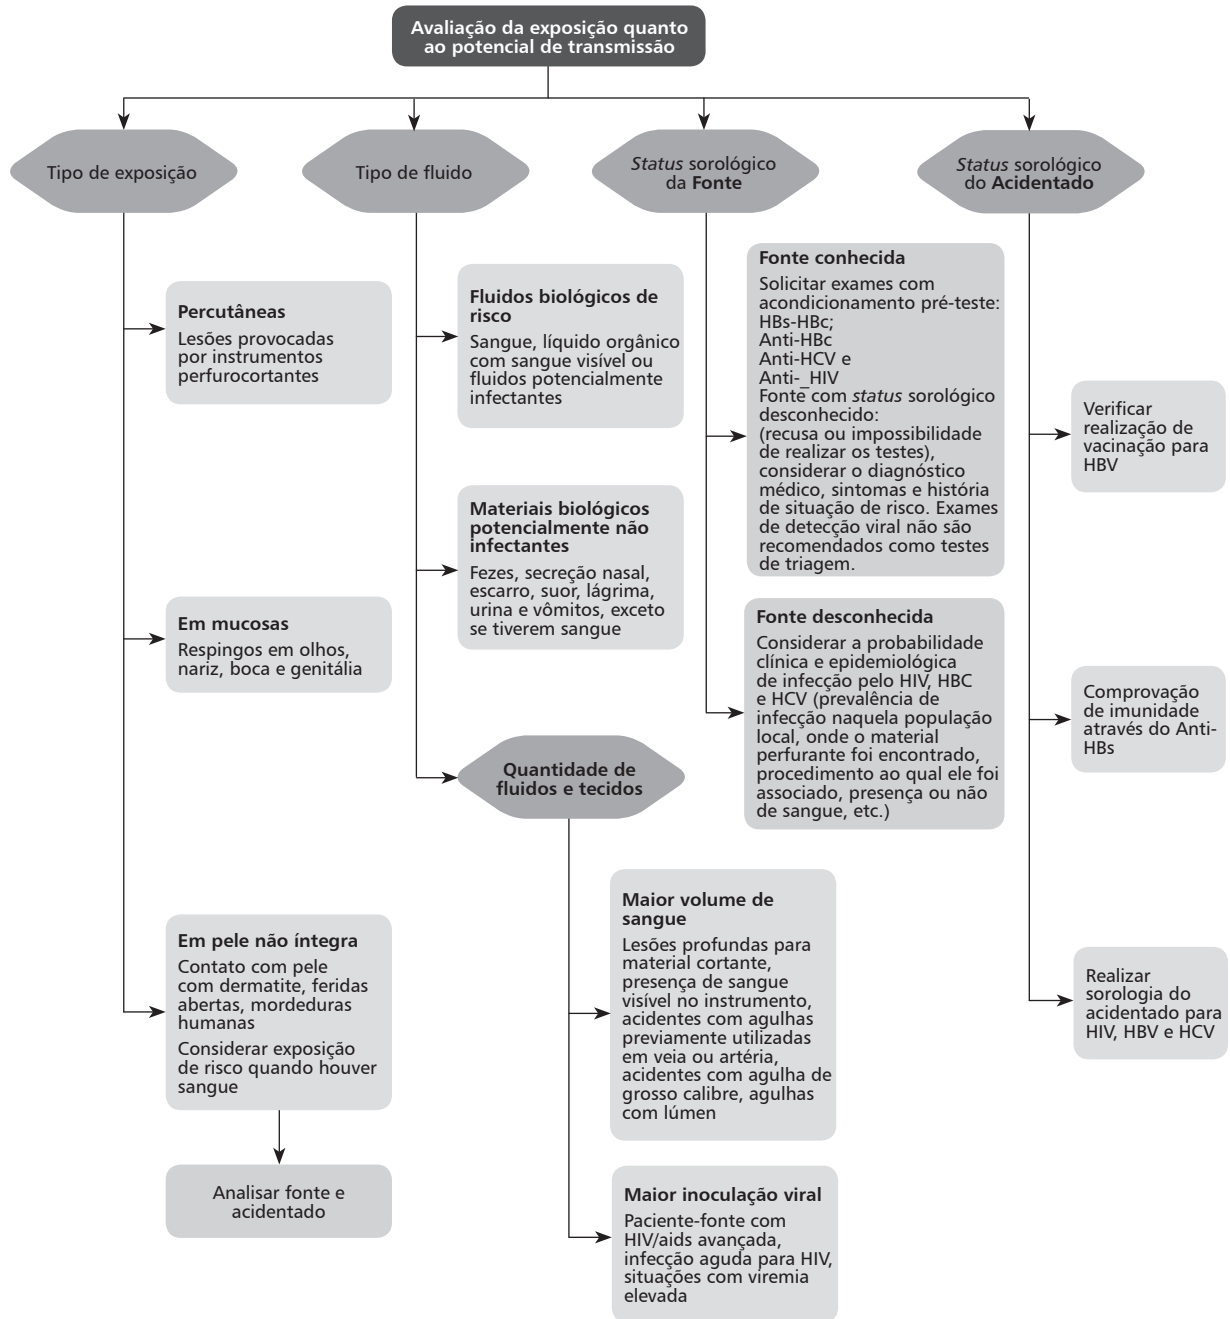 Avaliação da exposição quanto
ao potencial de transmissão
Tipo de exposição
Percutâneas
Lesões provocadas
por instrumentos
perfurocortantes
Em mucosas
Respingos em olhos,
nariz, boca e genitália
Em pele não íntegra
Contato com pele
com dermatite, feridas
abertas, mordeduras
humanas
Considerar exposição
de risco quando houver
sangue
Analisar fonte e
acidentado
Tipo de fluido
Fluidos biológicos de
risco
Sangue, líquido orgânico
com sangue visível ou
fluidos potencialmente
infectantes
Materiais biológicos
potencialmente não
infectantes
Fezes, secreção nasal,
escarro, suor, lágrima,
urina e vômitos, exceto
se tiverem sangue
Quantidade de
fluidos e tecidos
Maior volume de
sangue
Lesões profundas para
material cortante,
presença de sangue
visível no instrumento,
acidentes com agulhas
previamente utilizadas
em veia ou artéria,
acidentes com agulha de
grosso calibre, agulhas
com lúmen
Maior inoculação viral
Paciente-fonte com
HIV/aids avançada,
infecção aguda para HIV,
situações com viremia
elevada
Status sorológico
da Fonte
Fonte conhecida
Solicitar exames com
acondicionamento pré-teste:
HBs-HBc;
Anti-HBc
Anti-HCV e
Anti-_HIV
Fonte com status sorológico
desconhecido:
(recusa ou impossibilidade
de realizar os testes),
considerar o diagnóstico
médico, sintomas e história
de situação de risco. Exames
de detecção viral não são
recomendados como testes
de triagem.
Fonte desconhecida
Considerar a probabilidade
clínica e epidemiológica
de infecção pelo HIV, HBC
e HCV (prevalência de
infecção naquela população
local, onde o material
perfurante foi encontrado,
procedimento ao qual ele foi
associado, presença ou não
de sangue, etc.)
Status sorológico
do Acidentado
Verificar
realização de
vacinação para
HBV
Comprovação
de imunidade
através do Anti-
HBs
Realizar
sorologia do
acidentado para
HIV, HBV e HCV